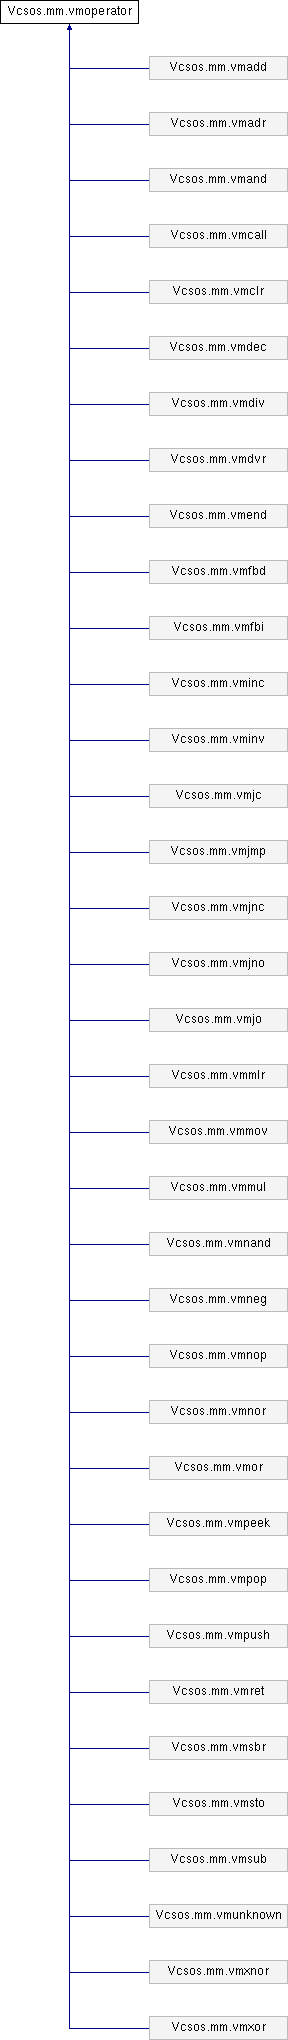 Vcsos.mm.vmoperator
Vcsos.mm.vmadd
Vcsos.mm.vmadr
Vcsos.mm.vmand
Vcsos.mm.vmcall
Vcsos.mm.vmclr
Vcsos.mm.vmdec
Vcsos.mm.vmdiv
Vcsos.mm.vmdvr
Vcsos.mm.vmend
Vcsos.mm.vmfbd
Vcsos.mm.vmfbi
Vcsos.mm.vminc
Vcsos.mm.vminv
Vcsos.mm.vmjc
Vcsos.mm.vmjmp
Vcsos.mm.vmjnc
Vcsos.mm.vmjno
Vcsos.mm.vmjo
Vcsos.mm.vmmlr
Vcsos.mm.vmmov
Vcsos.mm.vmmul
Vcsos.mm.vmnand
Vcsos.mm.vmneg
Vcsos.mm.vmnop
Vcsos.mm.vmnor
Vcsos.mm.vmor
Vcsos.mm.vmpeek
Vcsos.mm.vmpop
Vcsos.mm.vmpush
Vcsos.mm.vmret
Vcsos.mm.vmsbr
Vcsos.mm.vmsto
Vcsos.mm.vmsub
Vcsos.mm.vmunknown
Vcsos.mm.vmxnor
Vcsos.mm.vmxor